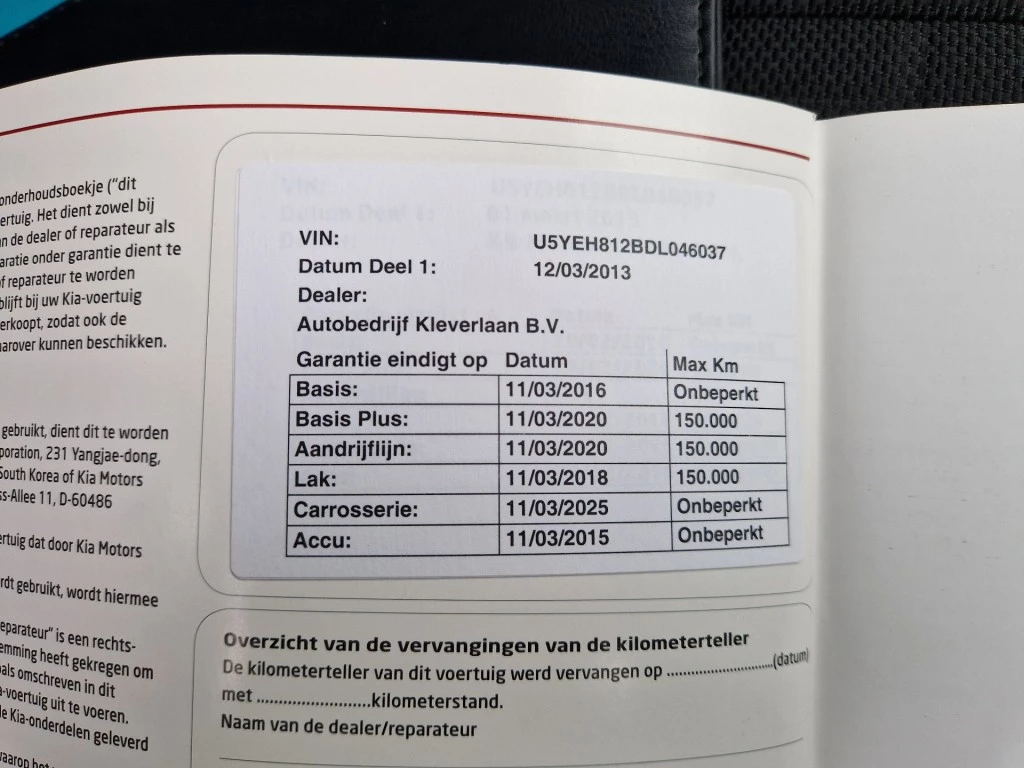 onderhoudsboekje ("dit
ertuig. Het dient zowel bij
n de dealer of reparateur als
aratie onder garantie dient te
f reparateur te worden
blijft bij uw Kia-voertuig
erkoopt, zodat ook de
aarover kunnen beschikken.
gebruikt, dient dit te worden
poration, 231 Yangjae-dong,
South Korea of Kia Motors
ss-Allee 11, D-60486
ertuig dat door Kia Motors
rdt gebruikt, wordt hiermee
eparateur" is een rechts-
emming heeft gekregen om
oals omschreven in dit
a-voertuig uit te voeren.
le Kia-onderdelen geleverd
VIN: U5YEH812BDL046037
Datum Deel 1: 12/03/2013
Dealer:
Autobedrijf Kleverlaan B.V.
Garantie eindigt op Datum Max Km
Basis: 11/03/2016 Onbeperkt
Basis Plus: 11/03/2020 150.000
Aandrijflijn: 11/03/2020 150.000
Lak: 11/03/2018 150.000
Carrosserie: 11/03/2025 Onbeperkt
Accu: 11/03/2015 Onbeperkt
Overzicht van de vervangingen van de kilometerteller
De kilometerteller van dit voertuig werd vervangen op ........................(datum)
met .........................kilometerstand.
Naam van de dealer/reparateur